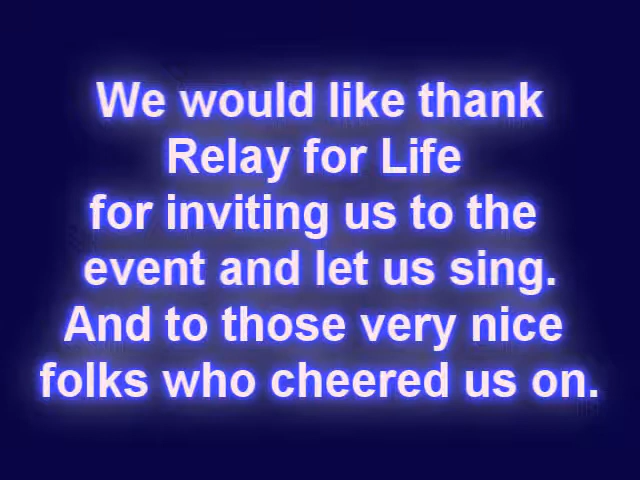 We would like thank
Relay for Life
for inviting us to the
event and let us sing.
And to those very nice
folks who cheered us on.